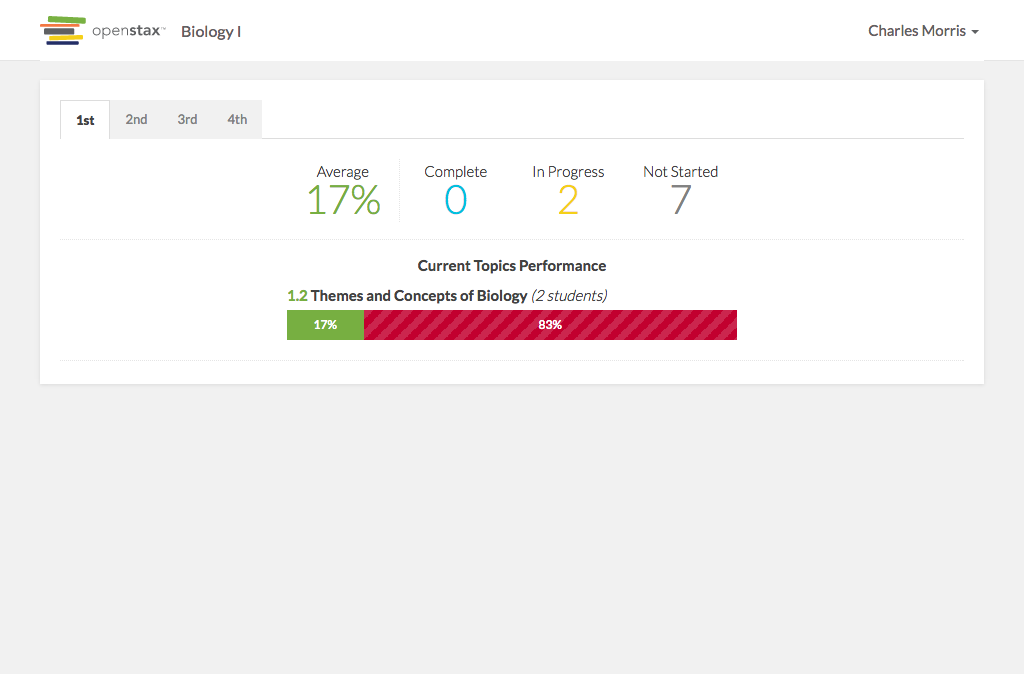 openstax™ Biology I
Charles Morris
1st 2nd 3rd 4th
Average Complete In Progress Not Started
17% 0 2 7
Current Topics Performance
1.2 Themes and Concepts of Biology (2 students)
17% 83%